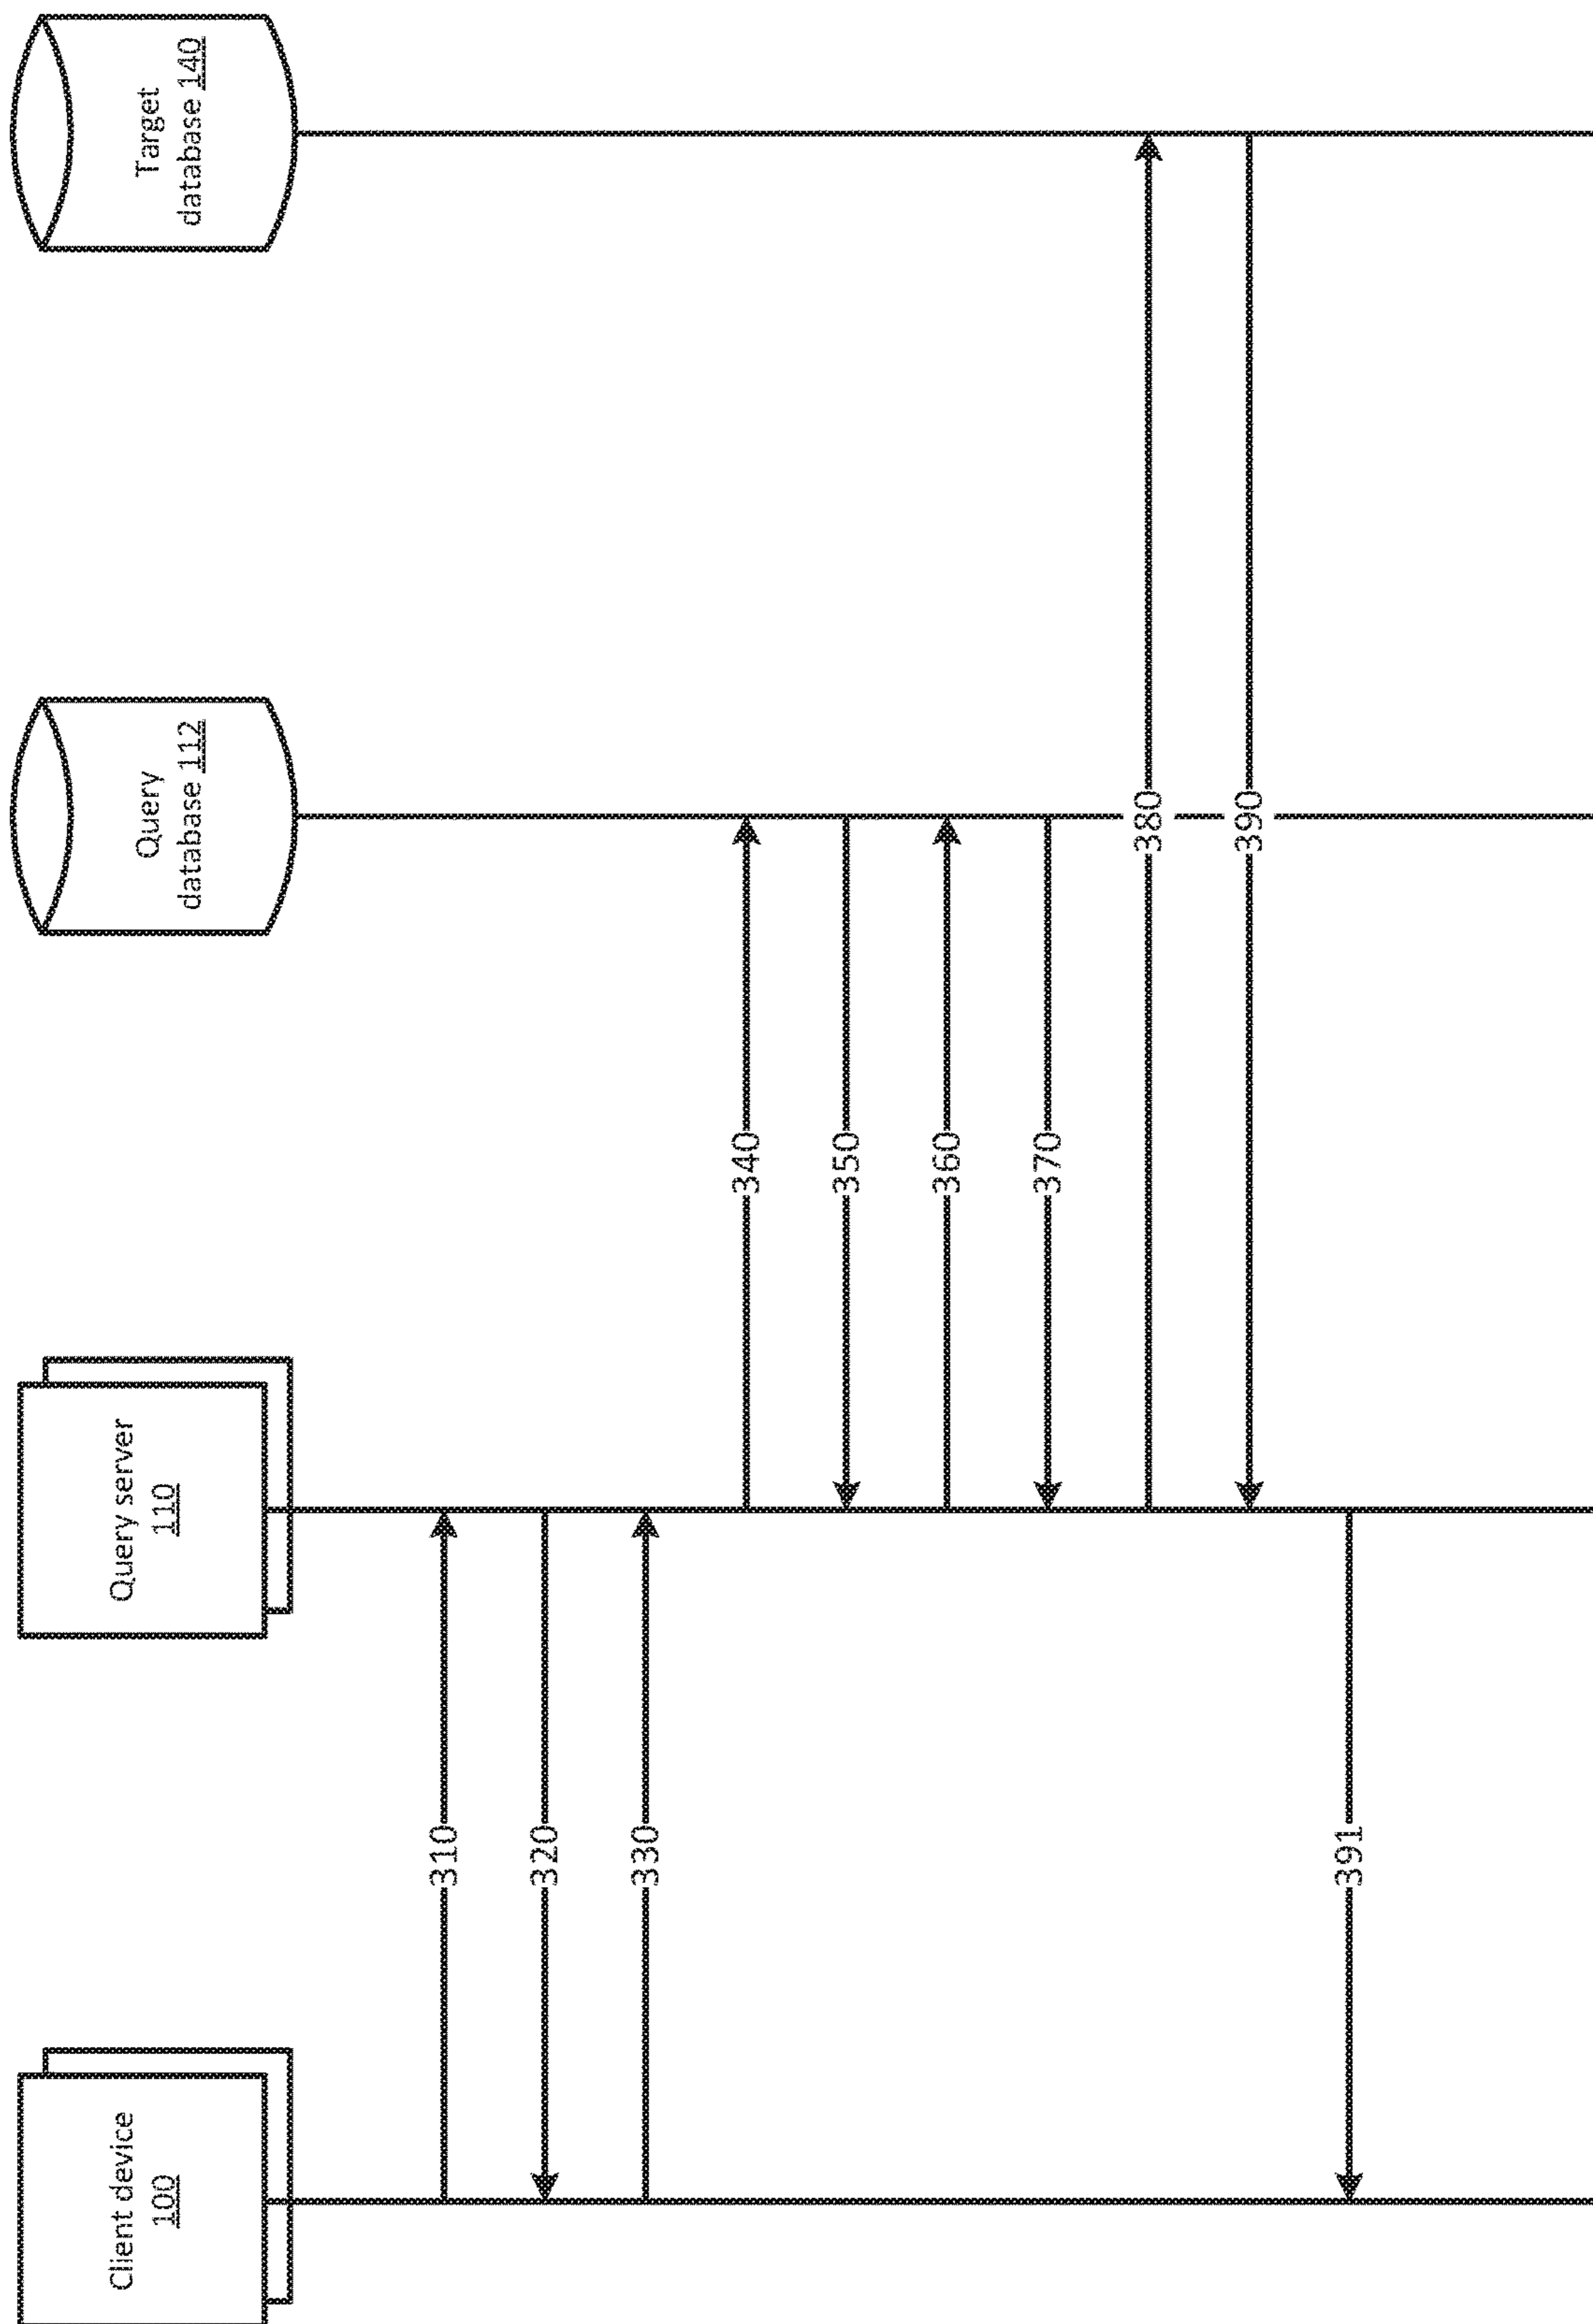 Client device
100
Query server
110
Query
database 112
Target
database 140
310
320
330
340
350
360
370
380
390
391